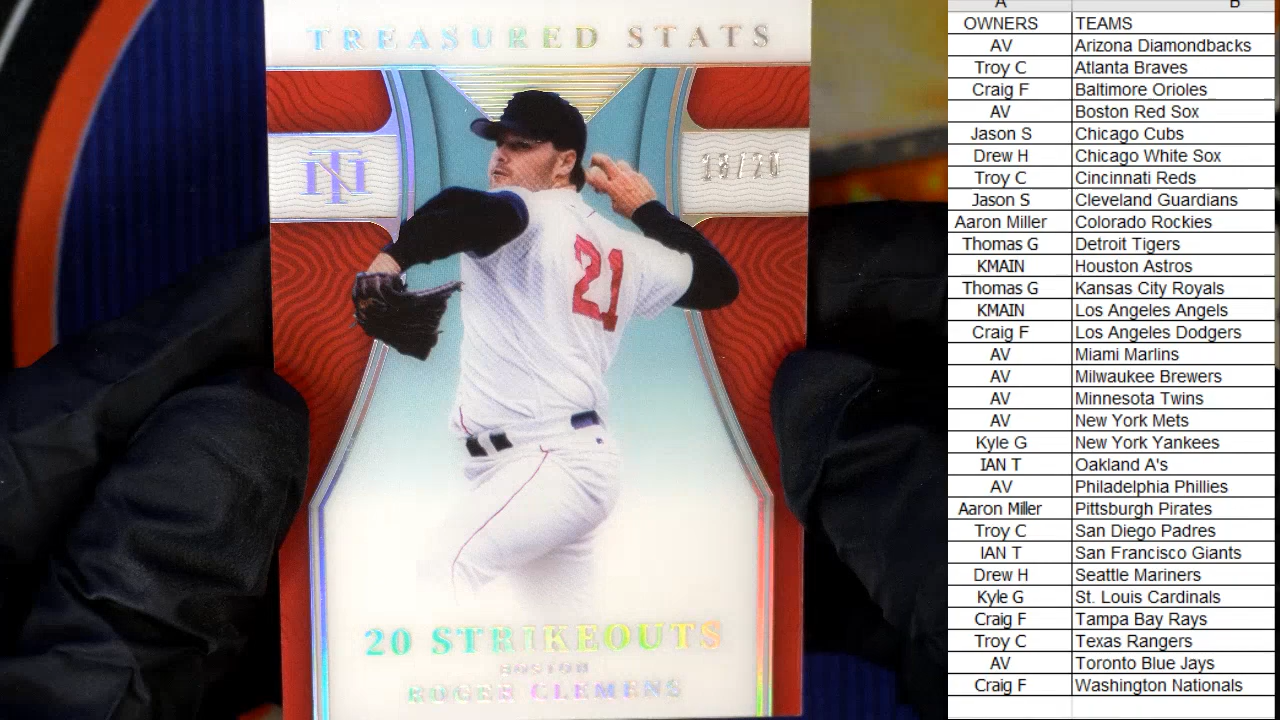 TREASURED STATS
NT
18/20
21
20 STRIKEOUTS
BOSTON
ROGER CLEMENS
A B
OWNERS TEAMS
AV Arizona Diamondbacks
Troy C Atlanta Braves
Craig F Baltimore Orioles
AV Boston Red Sox
Jason S Chicago Cubs
Drew H Chicago White Sox
Troy C Cincinnati Reds
Jason S Cleveland Guardians
Aaron Miller Colorado Rockies
Thomas G Detroit Tigers
KMAIN Houston Astros
Thomas G Kansas City Royals
KMAIN Los Angeles Angels
Craig F Los Angeles Dodgers
AV Miami Marlins
AV Milwaukee Brewers
AV Minnesota Twins
AV New York Mets
Kyle G New York Yankees
IAN T Oakland A's
AV Philadelphia Phillies
Aaron Miller Pittsburgh Pirates
Troy C San Diego Padres
IAN T San Francisco Giants
Drew H Seattle Mariners
Kyle G St. Louis Cardinals
Craig F Tampa Bay Rays
Troy C Texas Rangers
AV Toronto Blue Jays
Craig F Washington Nationals